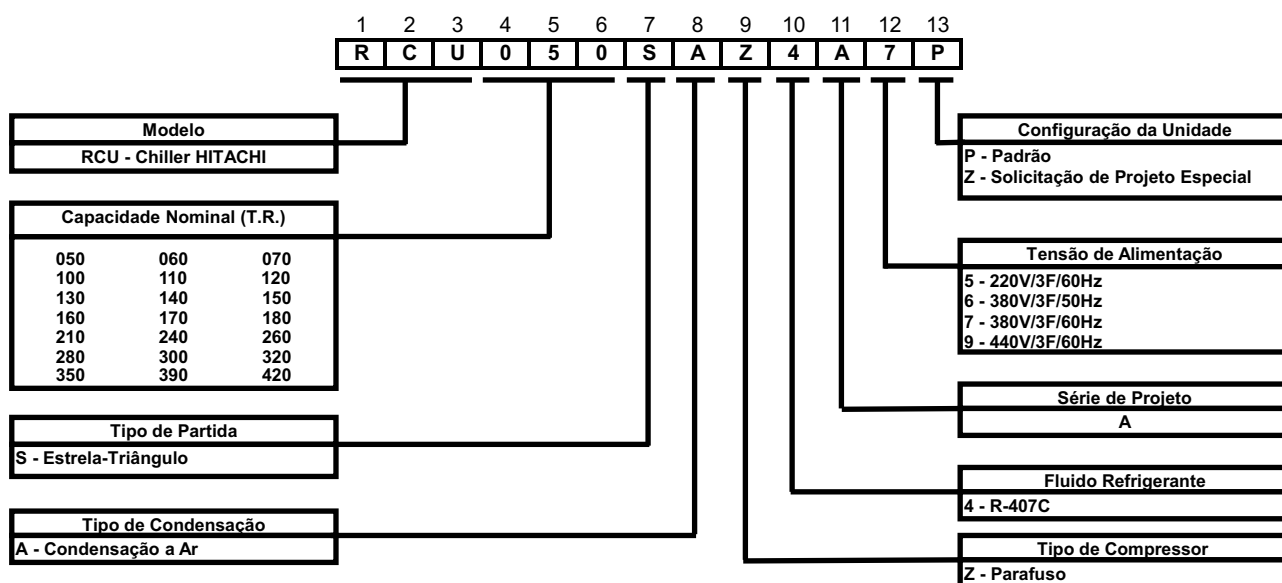 1 2 3 4 5 6 7 8 9 10 11 12 13
R C U 0 5 0 S A Z 4 A 7 P
Modelo
RCU - Chiller HITACHI
Capacidade Nominal (T.R.)
050 060 070
100 110 120
130 140 150
160 170 180
210 240 260
280 300 320
350 390 420
Tipo de Partida
S - Estrela-Triângulo
Tipo de Condensação
A - Condensação a Ar
Configuração da Unidade
P - Padrão
Z - Solicitação de Projeto Especial
Tensão de Alimentação
5 - 220V/3F/60Hz
6 - 380V/3F/50Hz
7 - 380V/3F/60Hz
9 - 440V/3F/60Hz
Série de Projeto
A
Fluido Refrigerante
4 - R-407C
Tipo de Compressor
Z - Parafuso